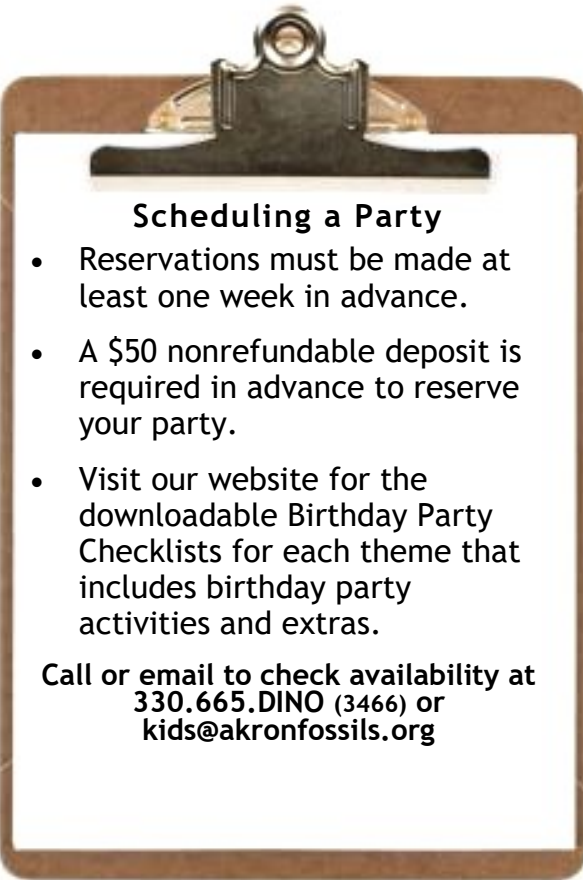 Scheduling a Party
• Reservations must be made at
least one week in advance.
• A $50 nonrefundable deposit is
required in advance to reserve
your party.
• Visit our website for the
downloadable Birthday Party
Checklists for each theme that
includes birthday party
activities and extras.
Call or email to check availability at
330.665.DINO (3466) or
kids@akronfossils.org